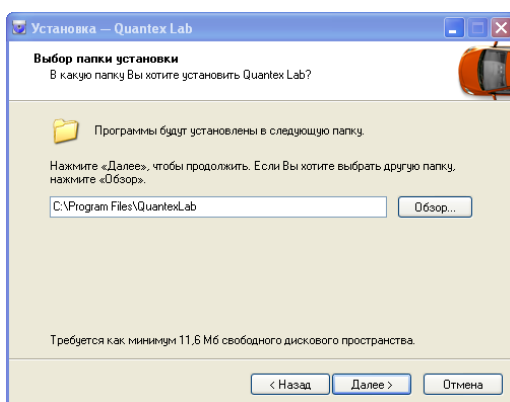 Установка — Quantex Lab
Выбор папки установки
В какую папку Вы хотите установить Quantex Lab?
Программы будут установлены в следующую папку.
Нажмите «Далее», чтобы продолжить. Если Вы хотите выбрать другую папку,
нажмите «Обзор».
C:\Program Files\QuantexLab
Обзор...
Требуется как минимум 11,6 Мб свободного дискового пространства.
< Назад
Далее >
Отмена